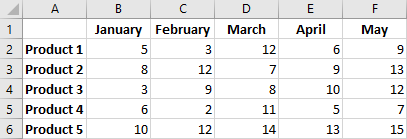 A B C D E F
1 January February March April May
2 Product 1 5 3 12 6 9
3 Product 2 8 12 7 9 13
4 Product 3 3 9 8 10 12
5 Product 4 6 2 11 5 7
6 Product 5 10 12 14 13 15